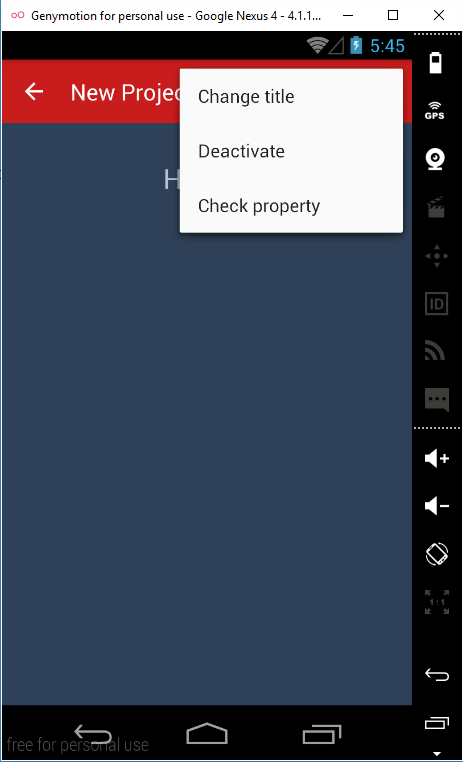 Genymotion for personal use - Google Nexus 4 - 4.1.1...
5:45
New Projec
Change title
Deactivate
Check property
H
GPS
ID
1:1
free for personal use